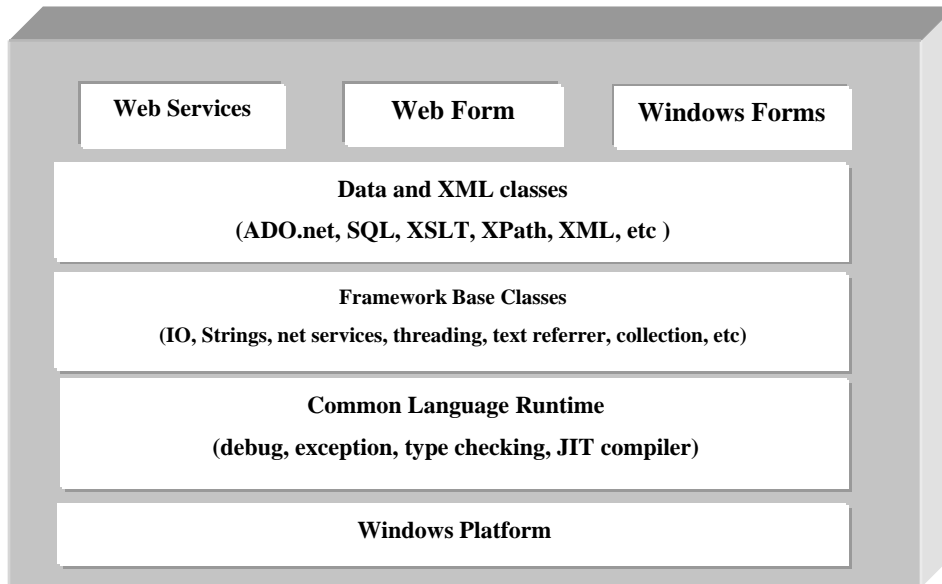 Web Services
Web Form
Windows Forms
Data and XML classes
(ADO.net, SQL, XSLT, XPath, XML, etc )
Framework Base Classes
(IO, Strings, net services, threading, text referrer, collection, etc)
Common Language Runtime
(debug, exception, type checking, JIT compiler)
Windows Platform